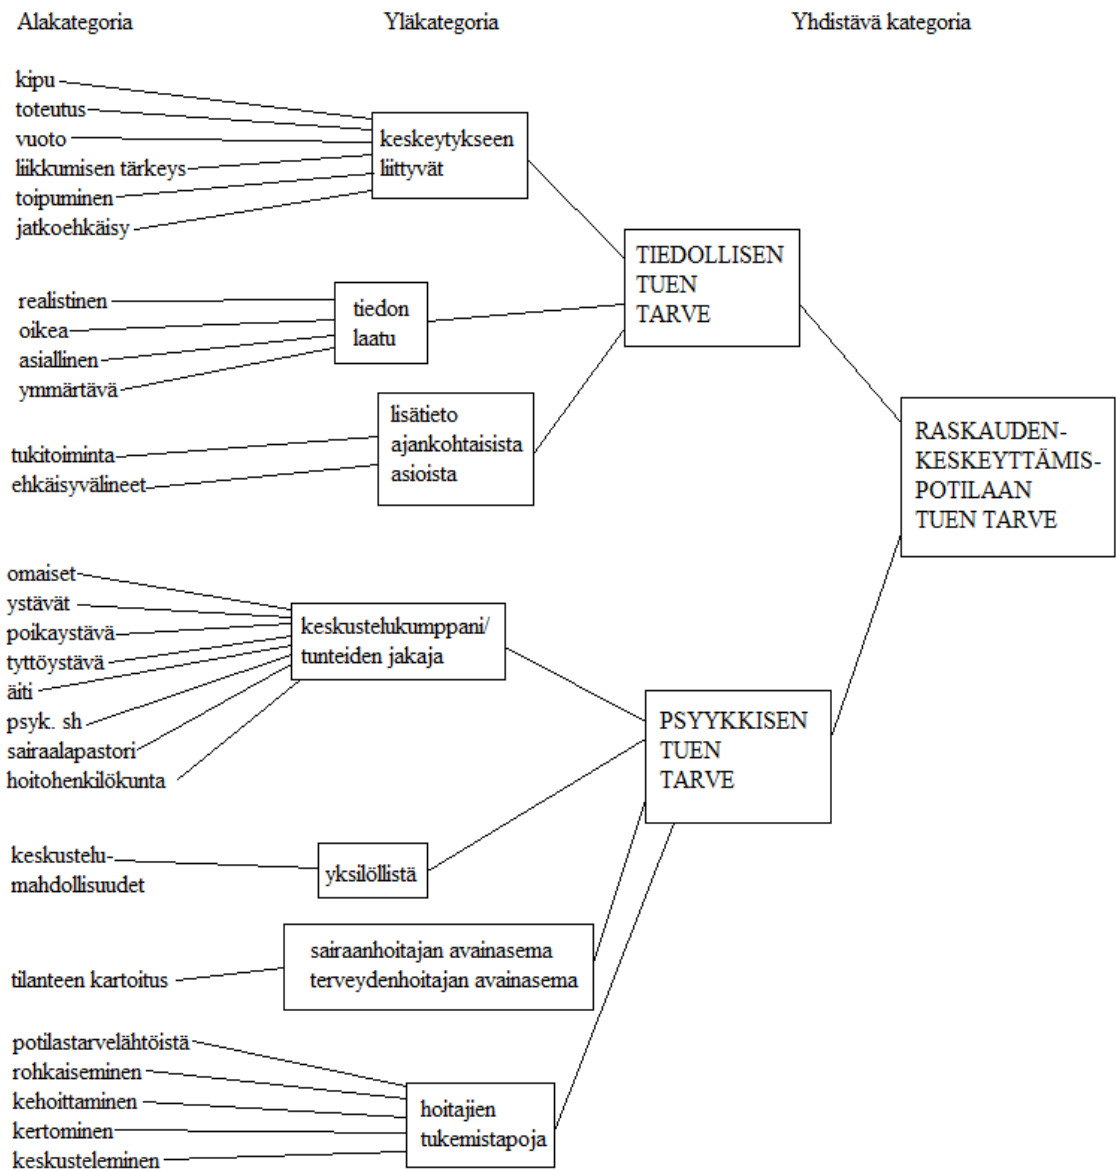 Alakategoria
Yläkategoria
Yhdistävä kategoria
kipu
toteutus
vuoto
liikkumisen tärkeys
toipuminen
jatkoehkäisy
keskeytykseen
liittyvät
realistinen
oikea
asiallinen
ymmärtävä
tiedon
laatu
tukitoiminta
ehkäisyvälineet
lisätieto
ajankohtaisista
asioista
TIEDOLLISEN
TUEN
TARVE
omaiset
ystävät
poikaystävä
tyttöystävä
äiti
psyk. sh
sairaalapastori
hoitohenkilökunta
keskustelukumppani/
tunteiden jakaja
keskustelu-
mahdollisuudet
yksilöllistä
tilanteen kartoitus
sairaanhoitajan avainasema
terveydenhoitajan avainasema
potilastarvelähtöistä
rohkaiseminen
kehoittaminen
kertominen
keskusteleminen
hoitajien
tukemistapoja
PSYYKKISEN
TUEN
TARVE
RASKAUDEN-
KESKEYTTÄMIS-
POTILAAN
TUEN TARVE